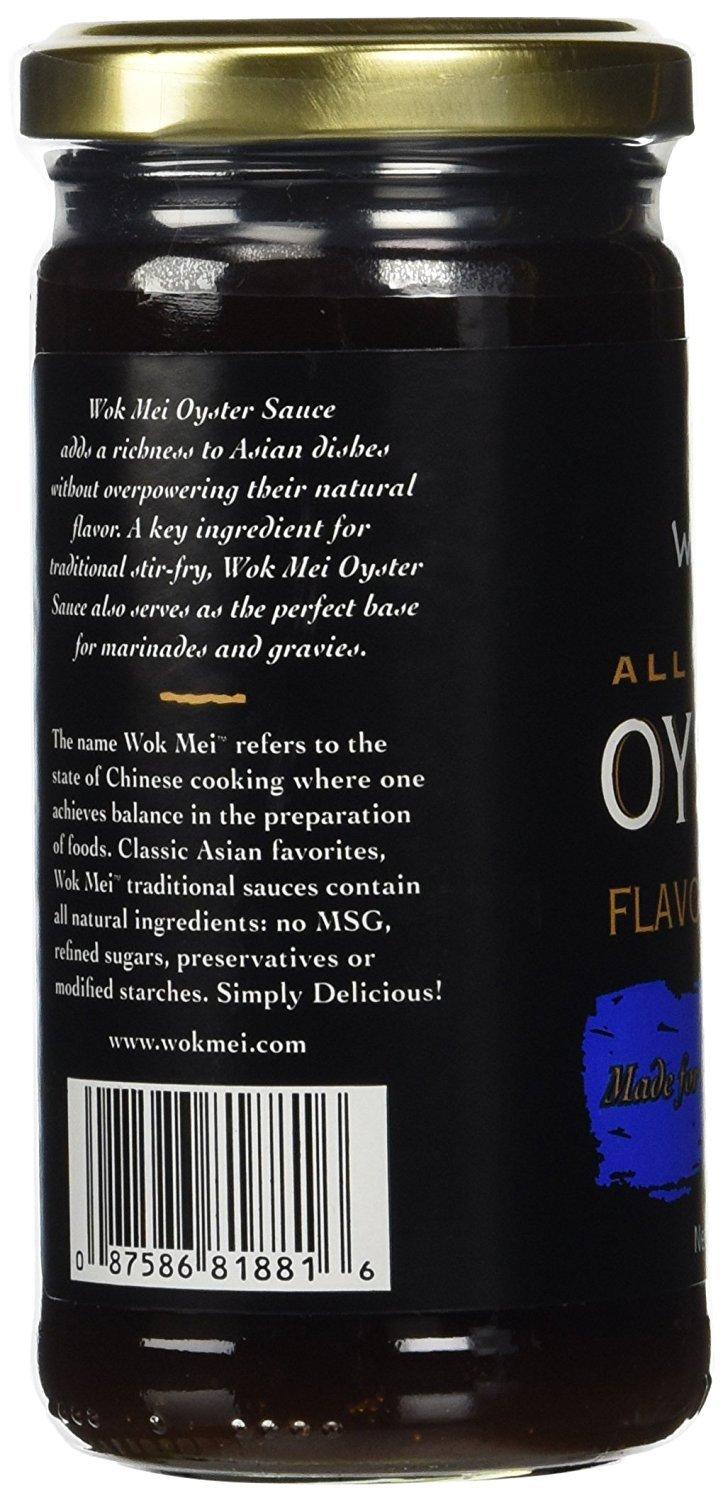 Wok Mei Oyster Sauce
adds a richness to Asian dishes
without overpowering their natural
flavor. A key ingredient for
traditional stir-fry, Wok Mei Oyster
Sauce also serves as the perfect base
for marinades and gravies.
The name Wok Mei™ refers to the
state of Chinese cooking where one
achieves balance in the preparation
of foods. Classic Asian favorites,
Wok Mei™ traditional sauces contain
all natural ingredients: no MSG,
refined sugars, preservatives or
modified starches. Simply Delicious!
www.wokmei.com
0 87586 81881 6
W
ALL
OY
FLAVO
Made for
Ne